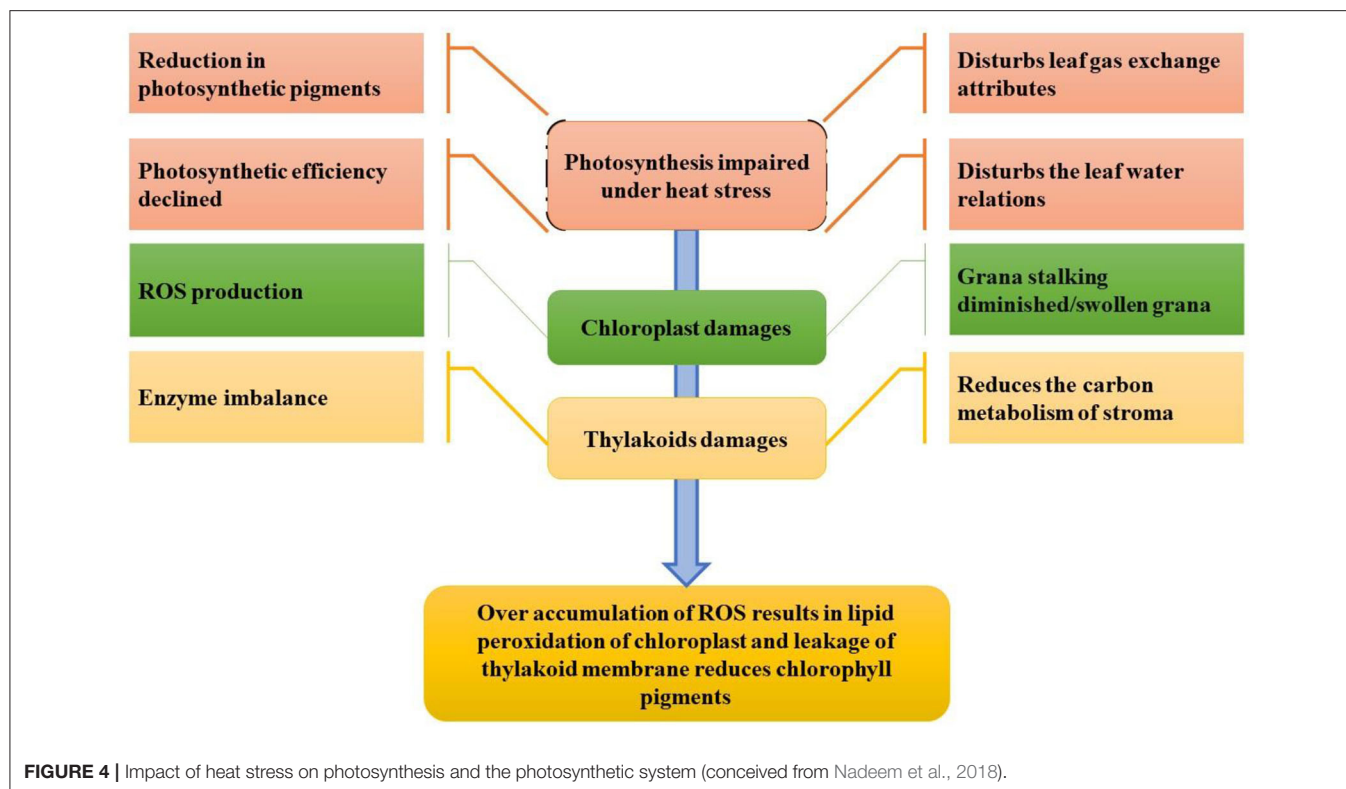 Reduction in
photosynthetic pigments
Disturbs leaf gas exchange
attributes
Photosynthesis impaired
under heat stress
Photosynthetic efficiency
declined
Disturbs the leaf water
relations
ROS production
Chloroplast damages
Grana stalking
diminished/swollen grana
Enzyme imbalance
Thylakoids damages
Reduces the carbon
metabolism of stroma
Over accumulation of ROS results in lipid
peroxidation of chloroplast and leakage of
thylakoid membrane reduces chlorophyll
pigments
FIGURE 4 | Impact of heat stress on photosynthesis and the photosynthetic system (conceived from Nadeem et al., 2018).